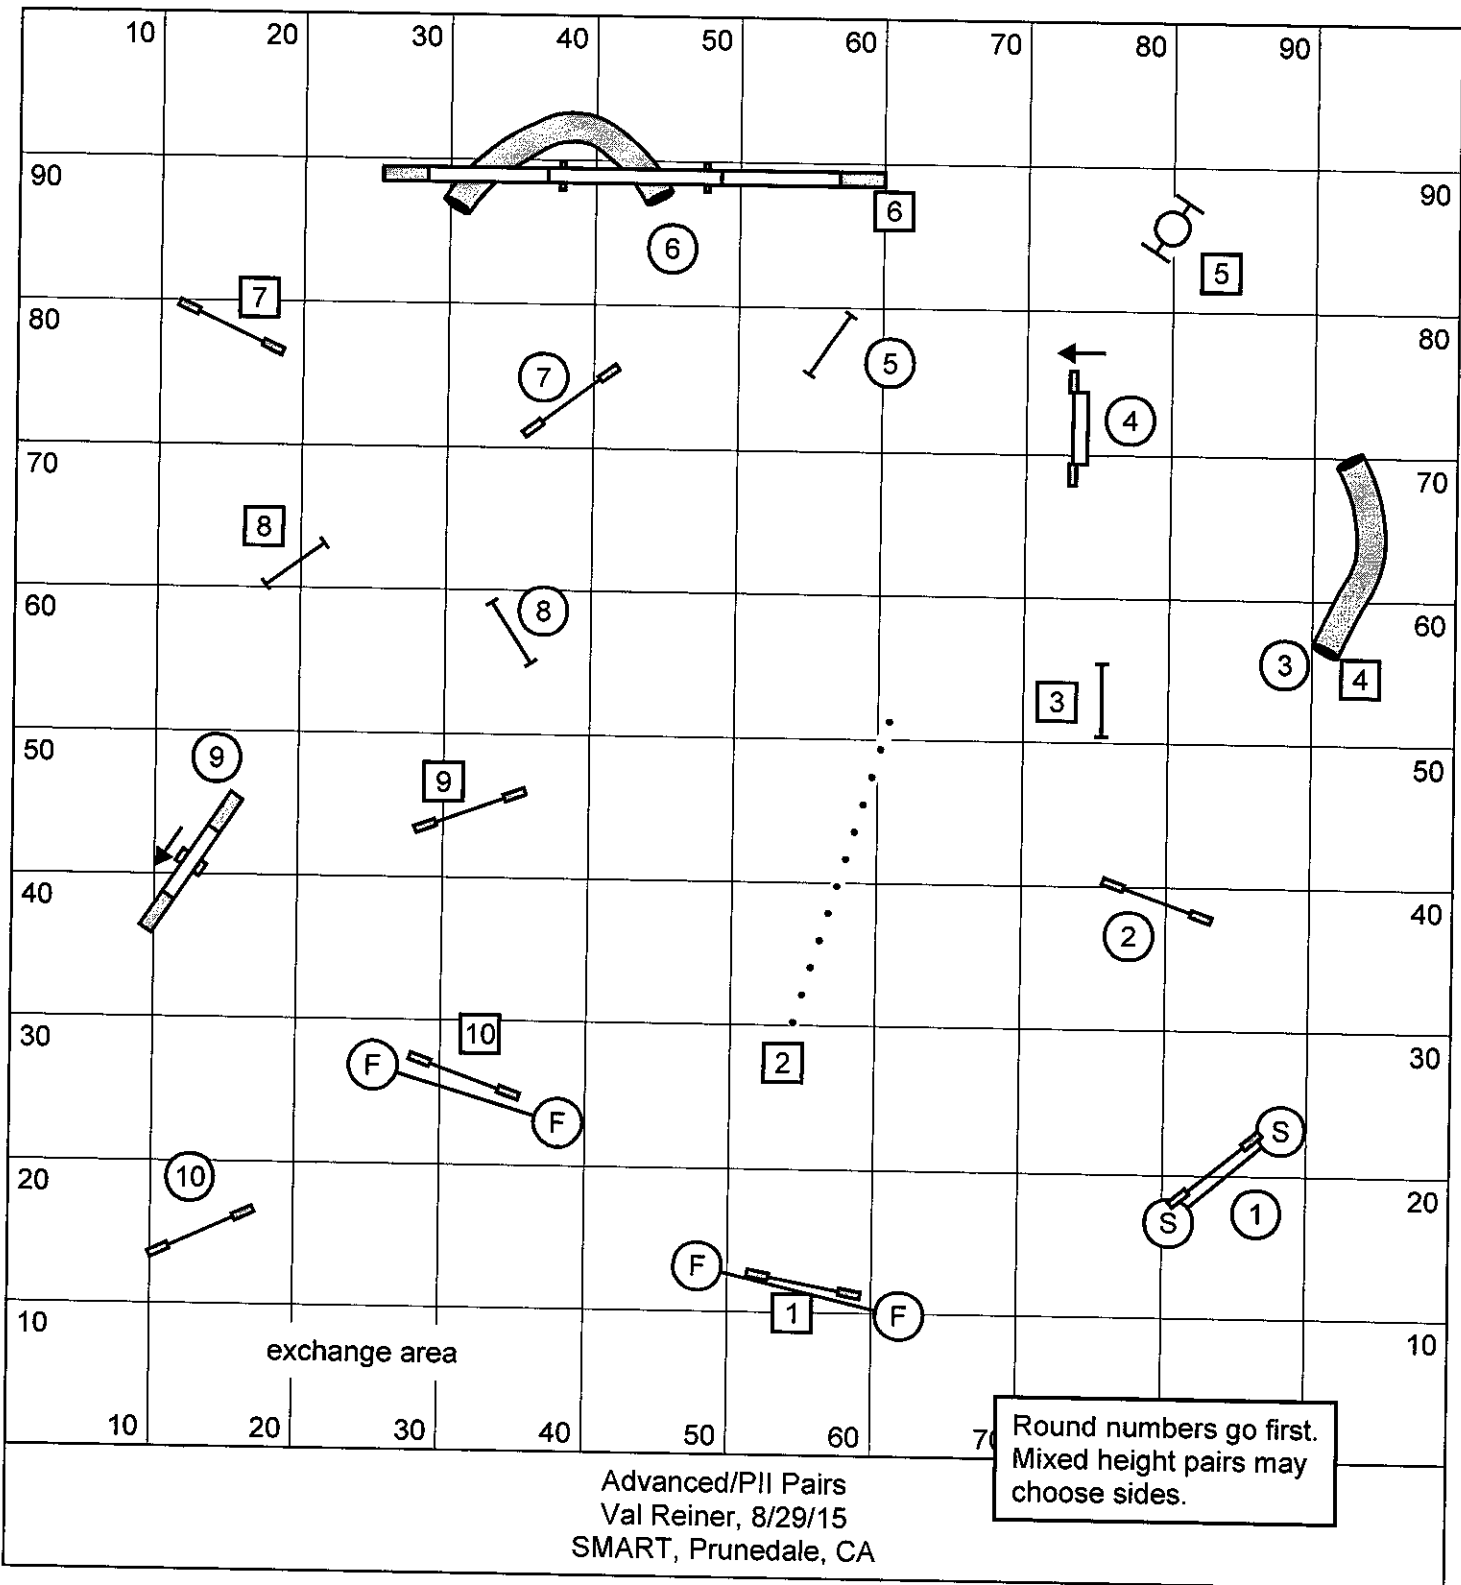 10 20 30 40 50 60 70 80 90
90 90
6
6
5
7
80 80
7
5
4
70 70
8
60 60
8
3
4
3
50 50
9
9
40 40
2
30 30
10
F
2
F
S
20 20
10
S
1
F
1
F
10 10
exchange area
10 20 30 40 50 60
Round numbers go first.
Mixed height pairs may
choose sides.
Advanced/PII Pairs
Val Reiner, 8/29/15
SMART, Prunedale, CA